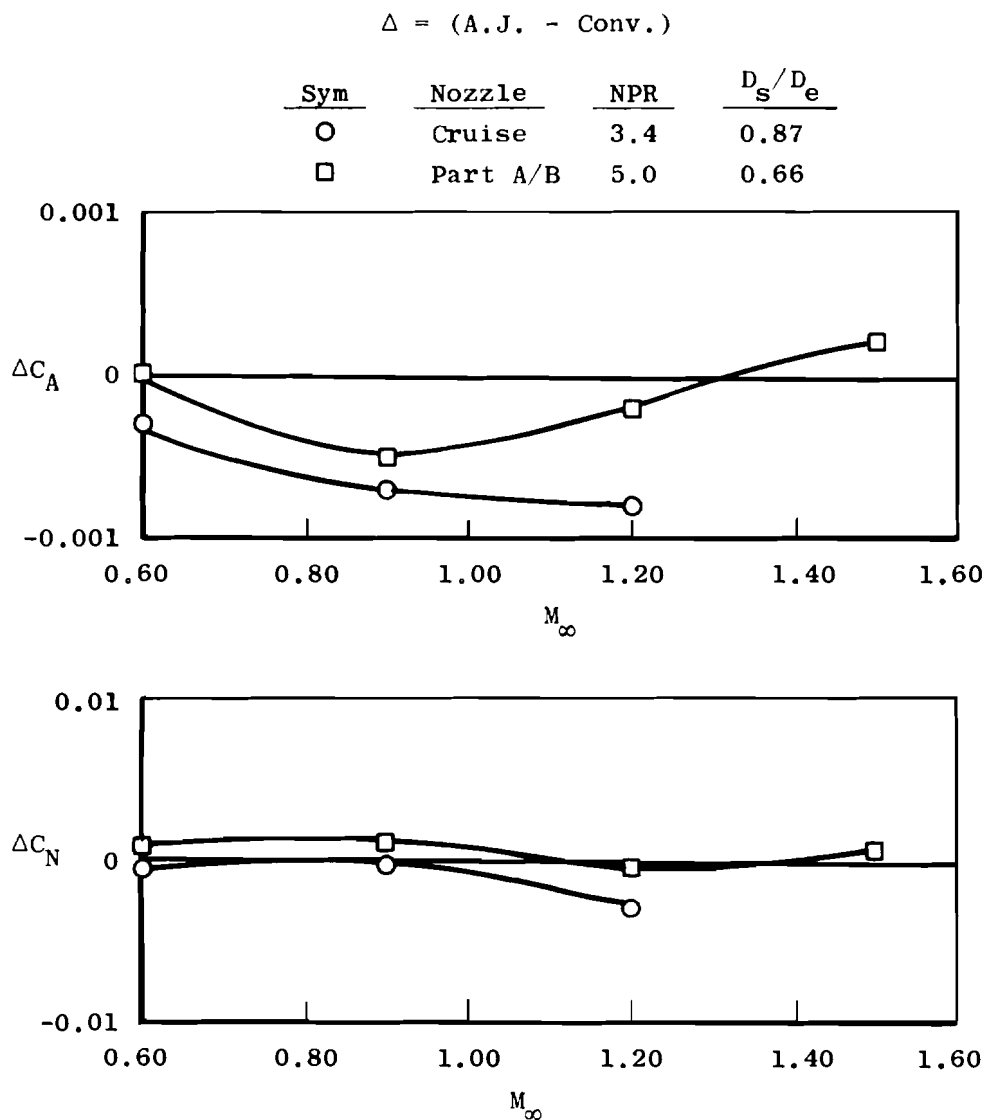 Δ = (A.J. - Conv.)
Sym Nozzle NPR D_s/D_e
○ Cruise 3.4 0.87
□ Part A/B 5.0 0.66
0.001
ΔC_A 0
-0.001
0.60 0.80 1.00 1.20 1.40 1.60
M_∞
0.01
ΔC_N 0
-0.01
0.60 0.80 1.00 1.20 1.40 1.60
M_∞